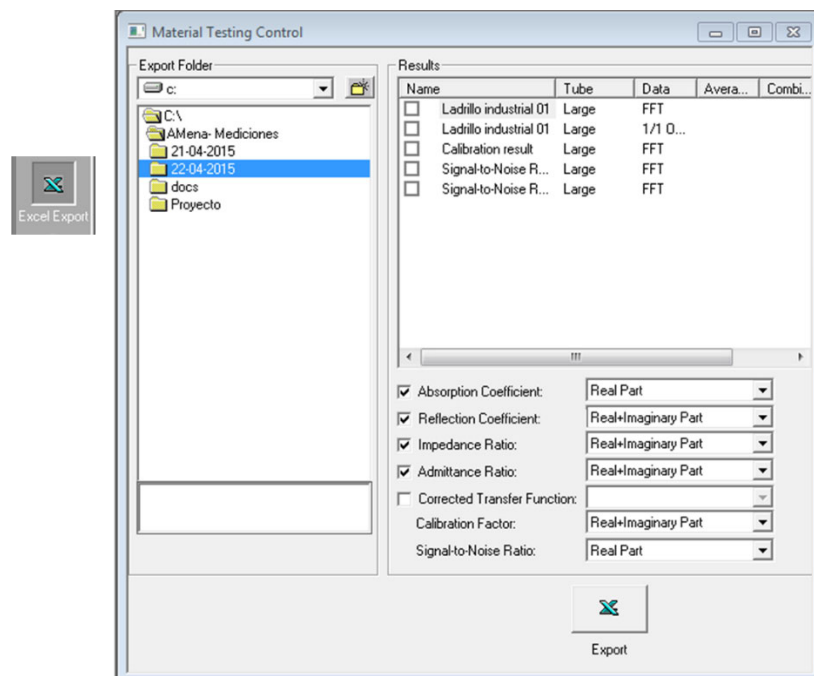 Excel Export
Material Testing Control
Export Folder
c:
C:\
AMena- Mediciones
21-04-2015
22-04-2015
docs
Proyecto
Results
Name Tube Data Avera... Combi...
Ladrillo industrial 01 Large FFT
Ladrillo industrial 01 Large 1/1 O...
Calibration result Large FFT
Signal-to-Noise R... Large FFT
Signal-to-Noise R... Large FFT
Absorption Coefficient: Real Part
Reflection Coefficient: Real+Imaginary Part
Impedance Ratio: Real+Imaginary Part
Admittance Ratio: Real+Imaginary Part
Corrected Transfer Function:
Calibration Factor: Real+Imaginary Part
Signal-to-Noise Ratio: Real Part
Export